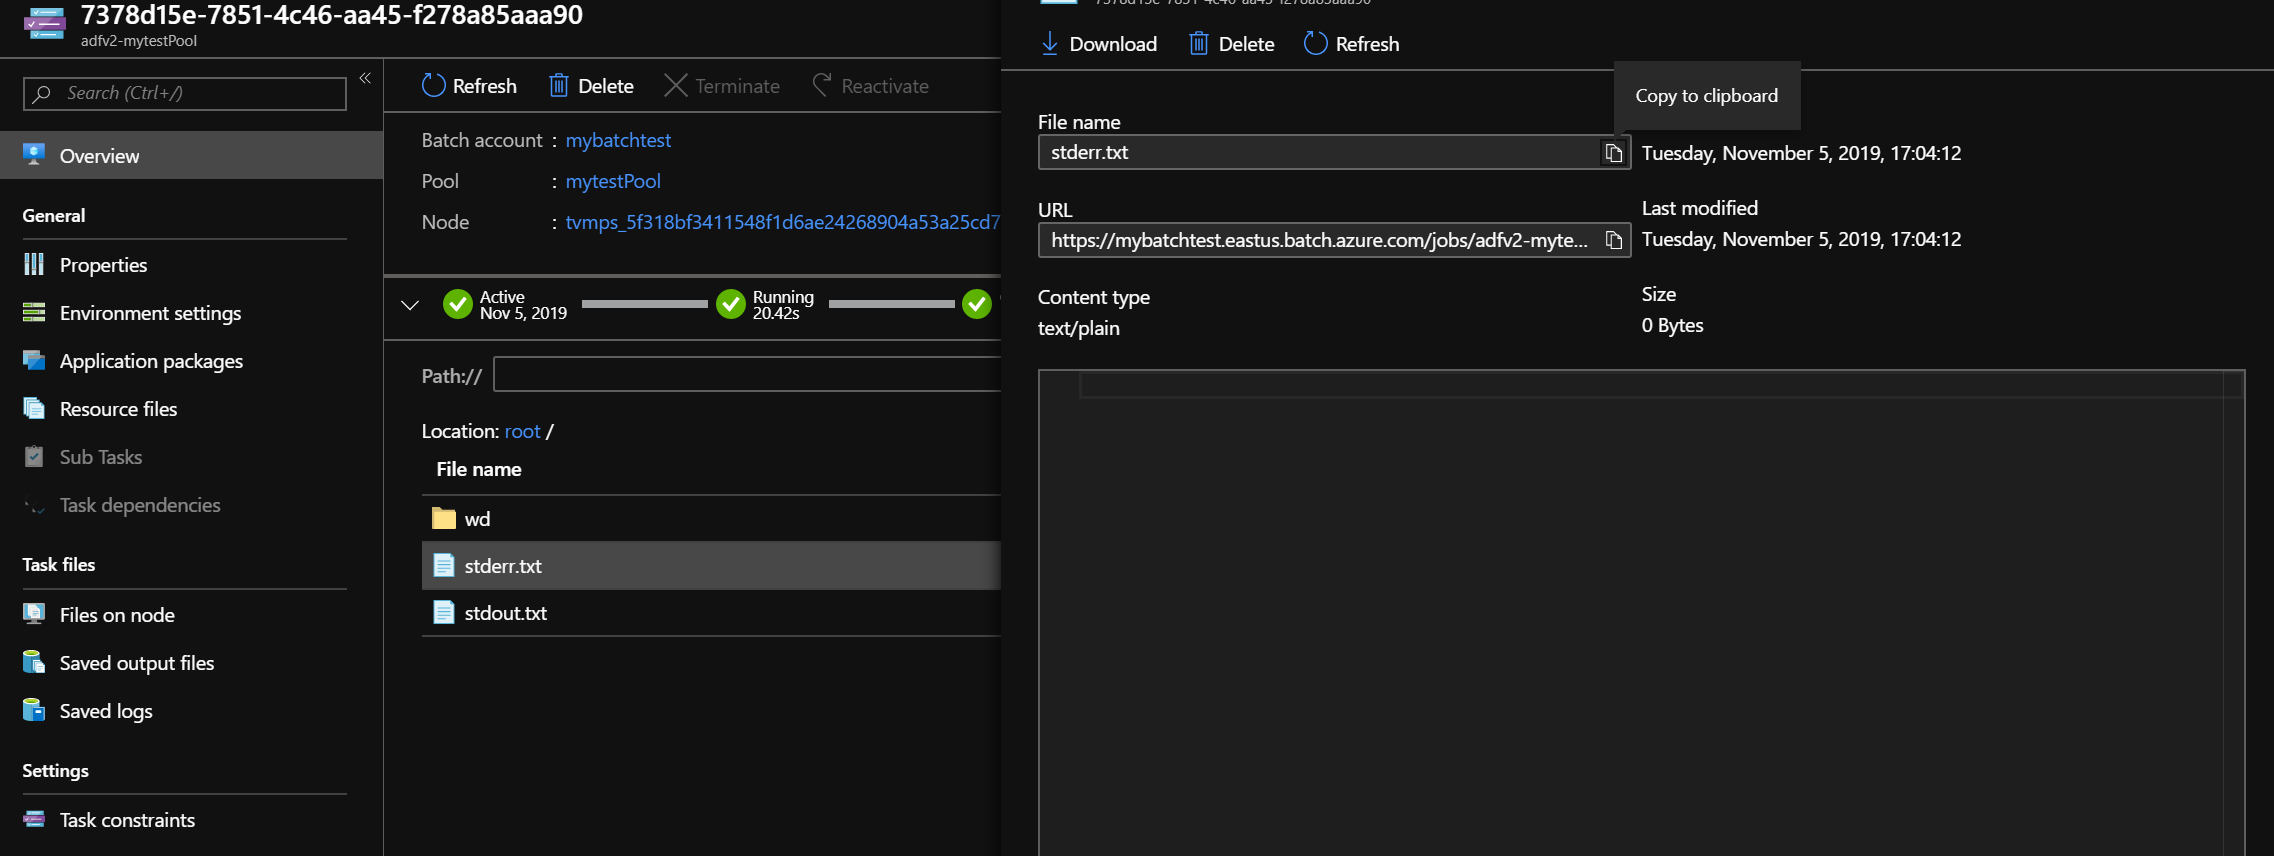 7378d15e-7851-4c46-aa45-f278a85aaa90
adfv2-mytestPool
Search (Ctrl+/)
«
Overview
General
Properties
Environment settings
Application packages
Resource files
Sub Tasks
Task dependencies
Task files
Files on node
Saved output files
Saved logs
Settings
Task constraints
Refresh
Delete
Terminate
Reactivate
Batch account : mybatchtest
Pool : mytestPool
Node : tvmps_5f318bf3411548f1d6ae24268904a53a25cd7
Active
Nov 5, 2019
Running
20.42s
Path://
Location: root /
File name
wd
stderr.txt
stdout.txt
7378d15e-7851-4c46-aa45-f278a85aaa90
Download
Delete
Refresh
Copy to clipboard
File name
stderr.txt
Tuesday, November 5, 2019, 17:04:12
URL
https://mybatchtest.eastus.batch.azure.com/jobs/adfv2-myte...
Last modified
Tuesday, November 5, 2019, 17:04:12
Content type
text/plain
Size
0 Bytes